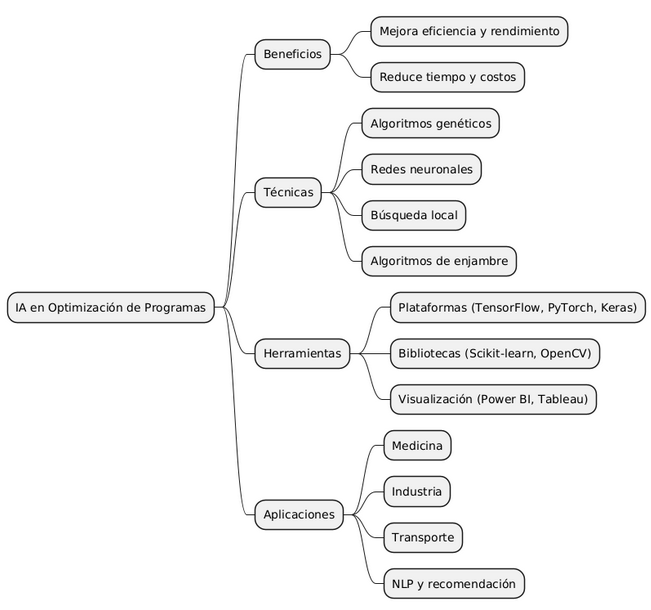 IA en Optimización de Programas
Beneficios
Mejora eficiencia y rendimiento
Reduce tiempo y costos
Técnicas
Algoritmos genéticos
Redes neuronales
Búsqueda local
Algoritmos de enjambre
Herramientas
Plataformas (TensorFlow, PyTorch, Keras)
Bibliotecas (Scikit-learn, OpenCV)
Visualización (Power BI, Tableau)
Aplicaciones
Medicina
Industria
Transporte
NLP y recomendación